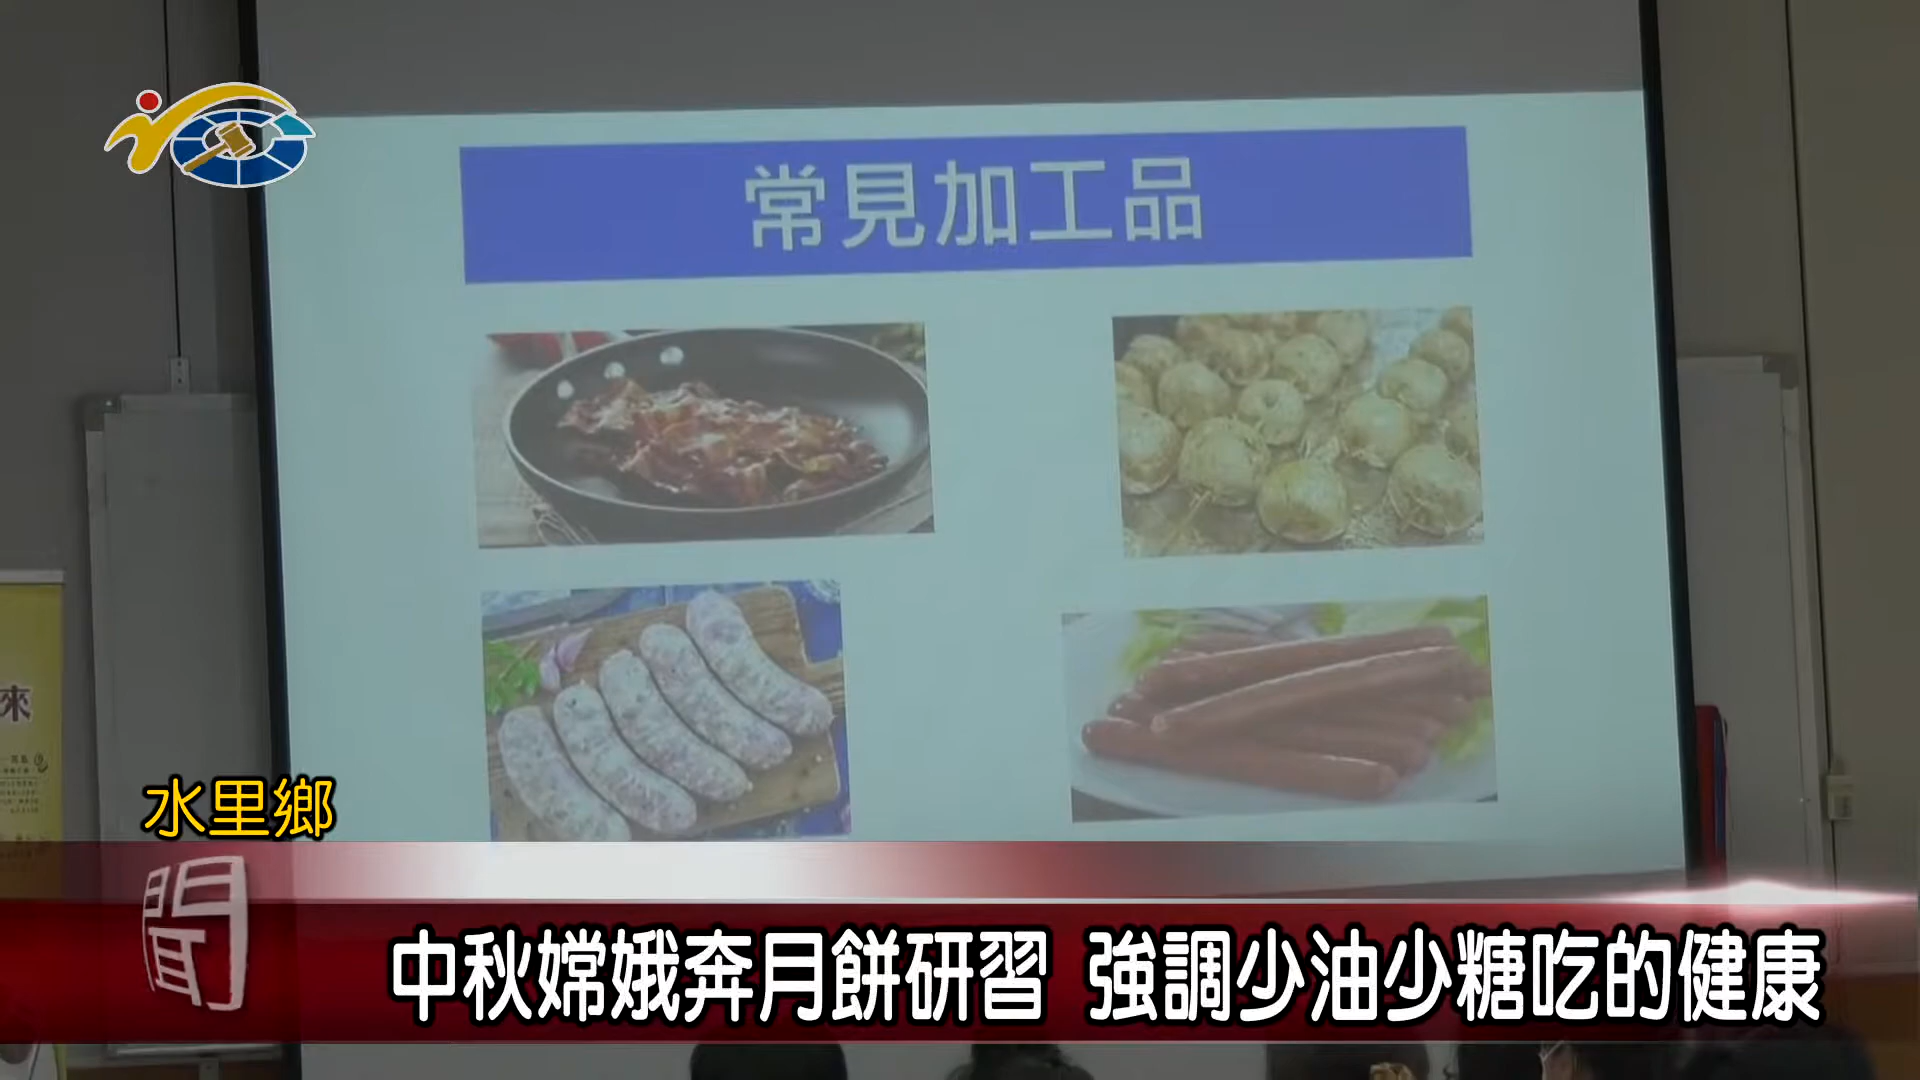 常見加工品
來
水里鄉
聞
中秋嫦娥奔月餅研習 強調少油少糖吃的健康